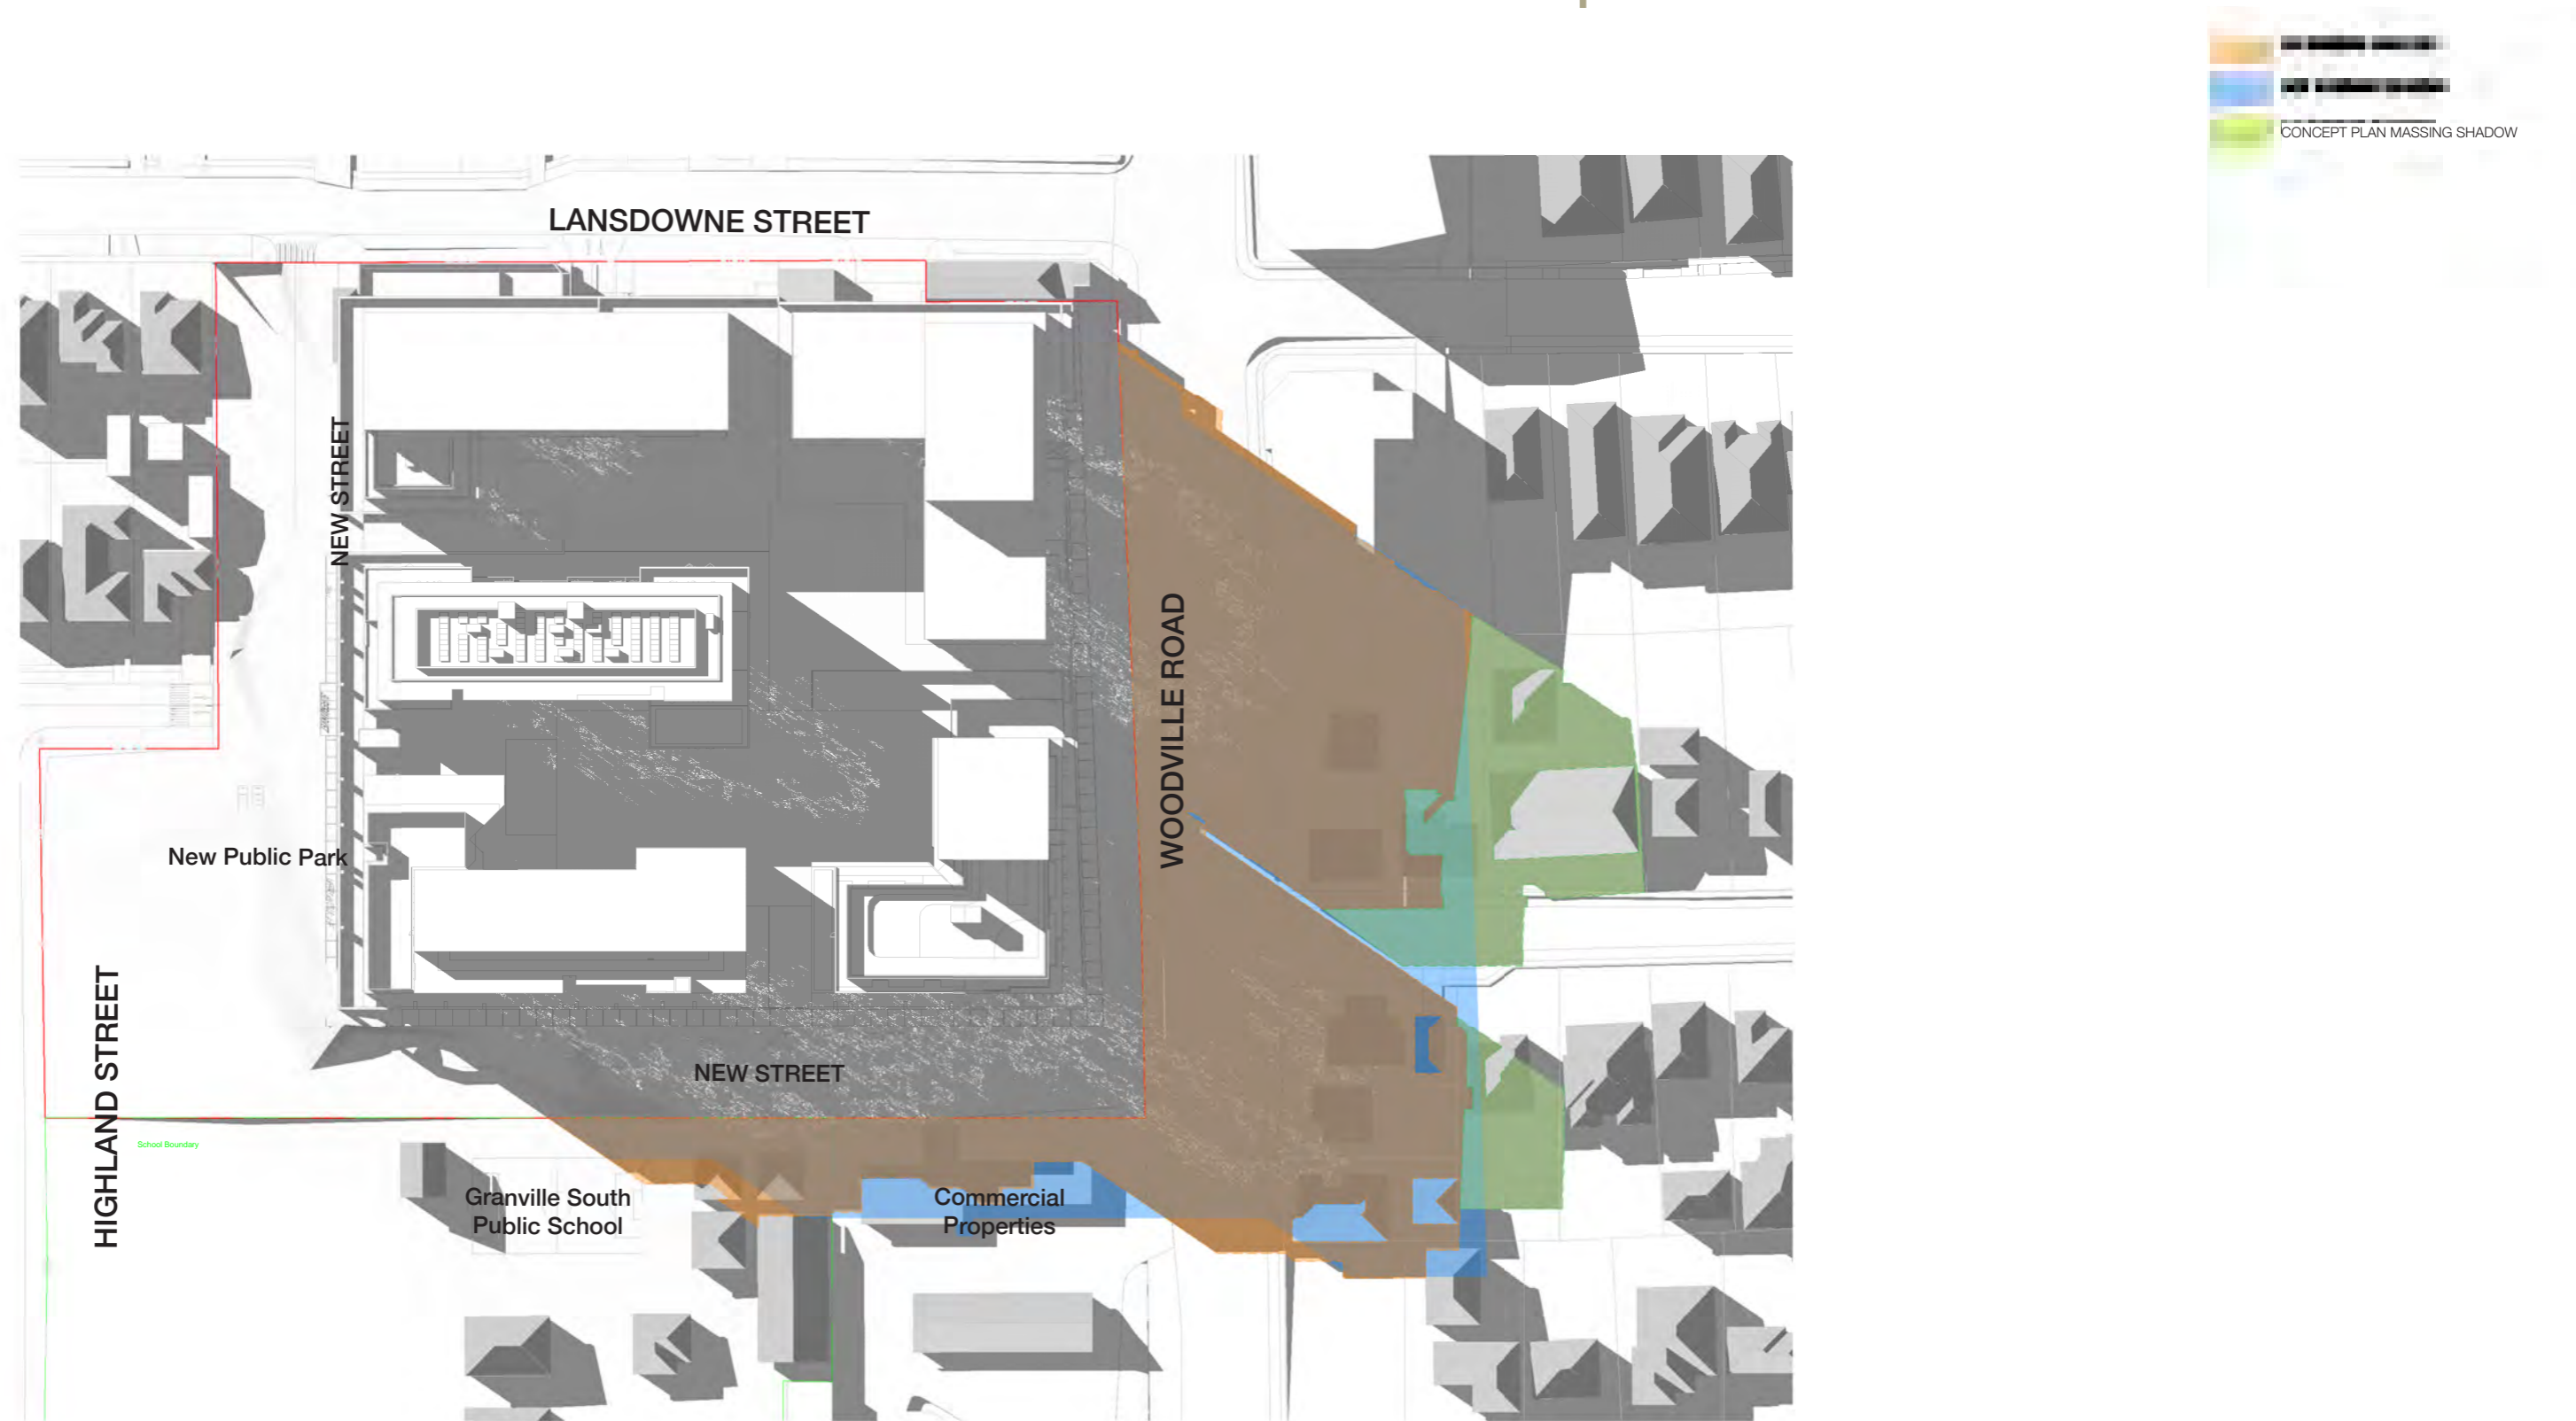 CONCEPT PLAN MASSING SHADOW
LANSDOWNE STREET
NEW STREET
WOODVILLE ROAD
New Public Park
HIGHLAND STREET
NEW STREET
School Boundary
Granville South
Public School
Commercial
Properties